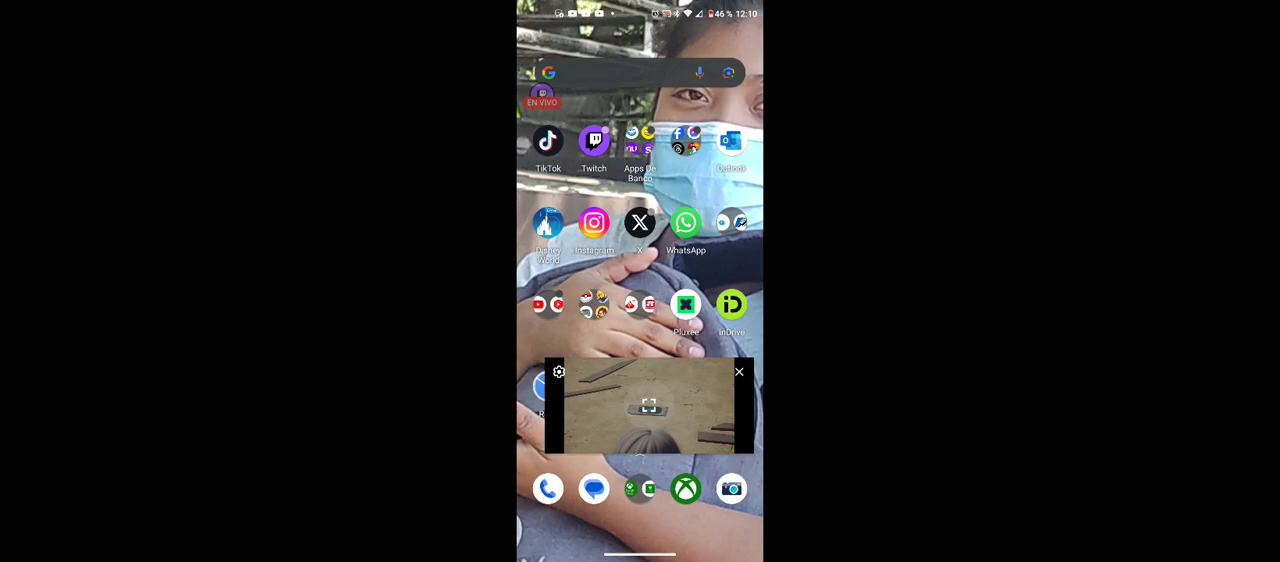 46 % 12:10
EN VIVO
TikTok
Twitch
Apps De
Banco
Outlook
Disney
World
Instagram
X
WhatsApp
Pluxee
inDrive